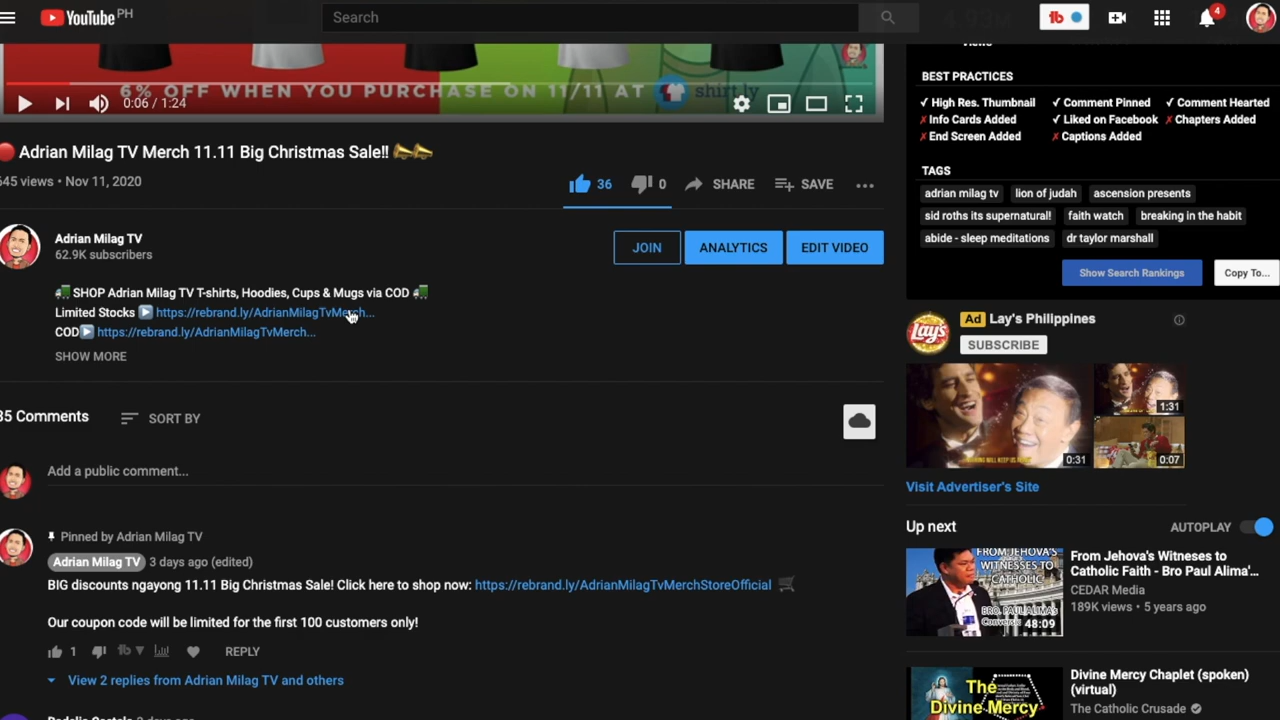 YouTube PH
Search
4
6% OFF WHEN YOU PURCHASE ON 11/11 AT shirt.ly
0:06 / 1:24
Adrian Milag TV Merch 11.11 Big Christmas Sale!!
645 views • Nov 11, 2020
36
0
SHARE
SAVE
Adrian Milag TV
62.9K subscribers
JOIN
ANALYTICS
EDIT VIDEO
SHOP Adrian Milag TV T-shirts, Hoodies, Cups & Mugs via COD
Limited Stocks https://rebrand.ly/AdrianMilagTvMerch...
COD https://rebrand.ly/AdrianMilagTvMerch...
SHOW MORE
35 Comments
SORT BY
Add a public comment...
Pinned by Adrian Milag TV
Adrian Milag TV 3 days ago (edited)
BIG discounts ngayong 11.11 Big Christmas Sale! Click here to shop now: https://rebrand.ly/AdrianMilagTvMerchStoreOfficial
Our coupon code will be limited for the first 100 customers only!
1
REPLY
View 2 replies from Adrian Milag TV and others
BEST PRACTICES
✓ High Res. Thumbnail ✓ Comment Pinned ✓ Comment Hearted
✗ Info Cards Added ✓ Liked on Facebook ✗ Chapters Added
✗ End Screen Added ✗ Captions Added
TAGS
adrian milag tv lion of judah ascension presents
sid roths its supernatural! faith watch breaking in the habit
abide - sleep meditations dr taylor marshall
Show Search Rankings
Copy To...
Ad Lay's Philippines
SUBSCRIBE
Lay's
1:31
0:31
0:07
Visit Advertiser's Site
Up next
AUTOPLAY
FROM JEHOVA'S
WITNESSES TO
CATHOLIC
48:09
From Jehova's Witnesses to
Catholic Faith - Bro Paul Alima'...
CEDAR Media
189K views • 5 years ago
The
Divine Mercy
Divine Mercy Chaplet (spoken)
(virtual)
The Catholic Crusade